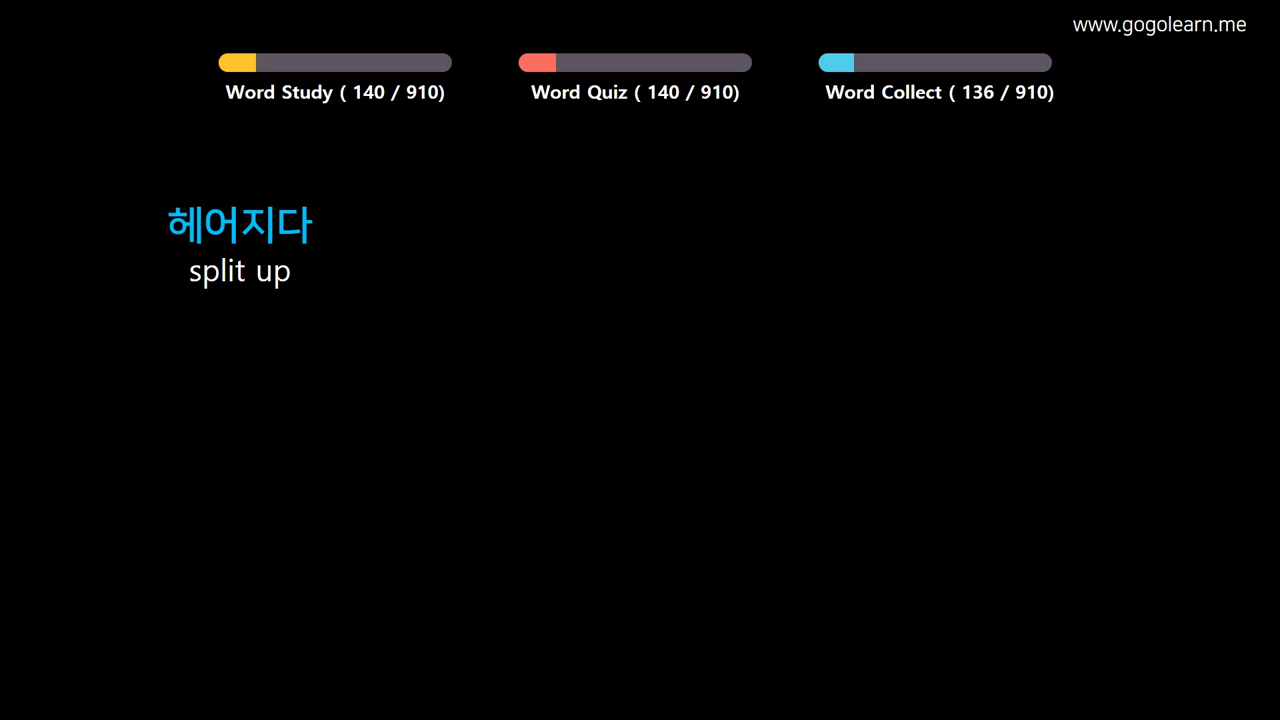 www.gogolearn.me
Word Study ( 140 / 910)
Word Quiz ( 140 / 910)
Word Collect ( 136 / 910)
헤어지다
split up